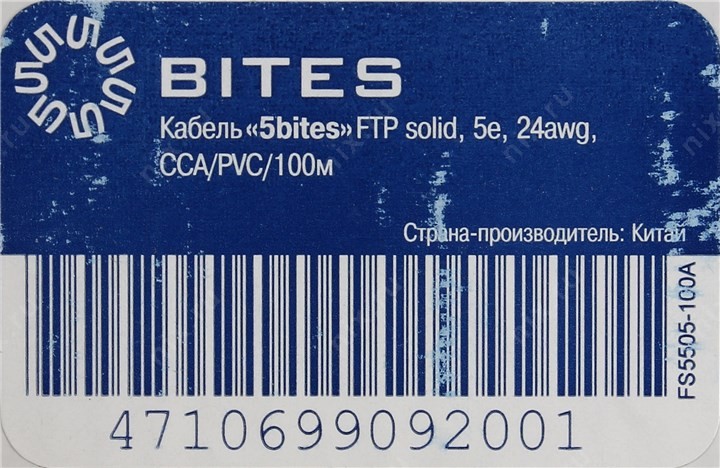 BITES
Кабель «5bites» FTP solid, 5e, 24awg,
CCA/PVC/100м
Страна-производитель: Китай
FS5505-100A
4710699092001